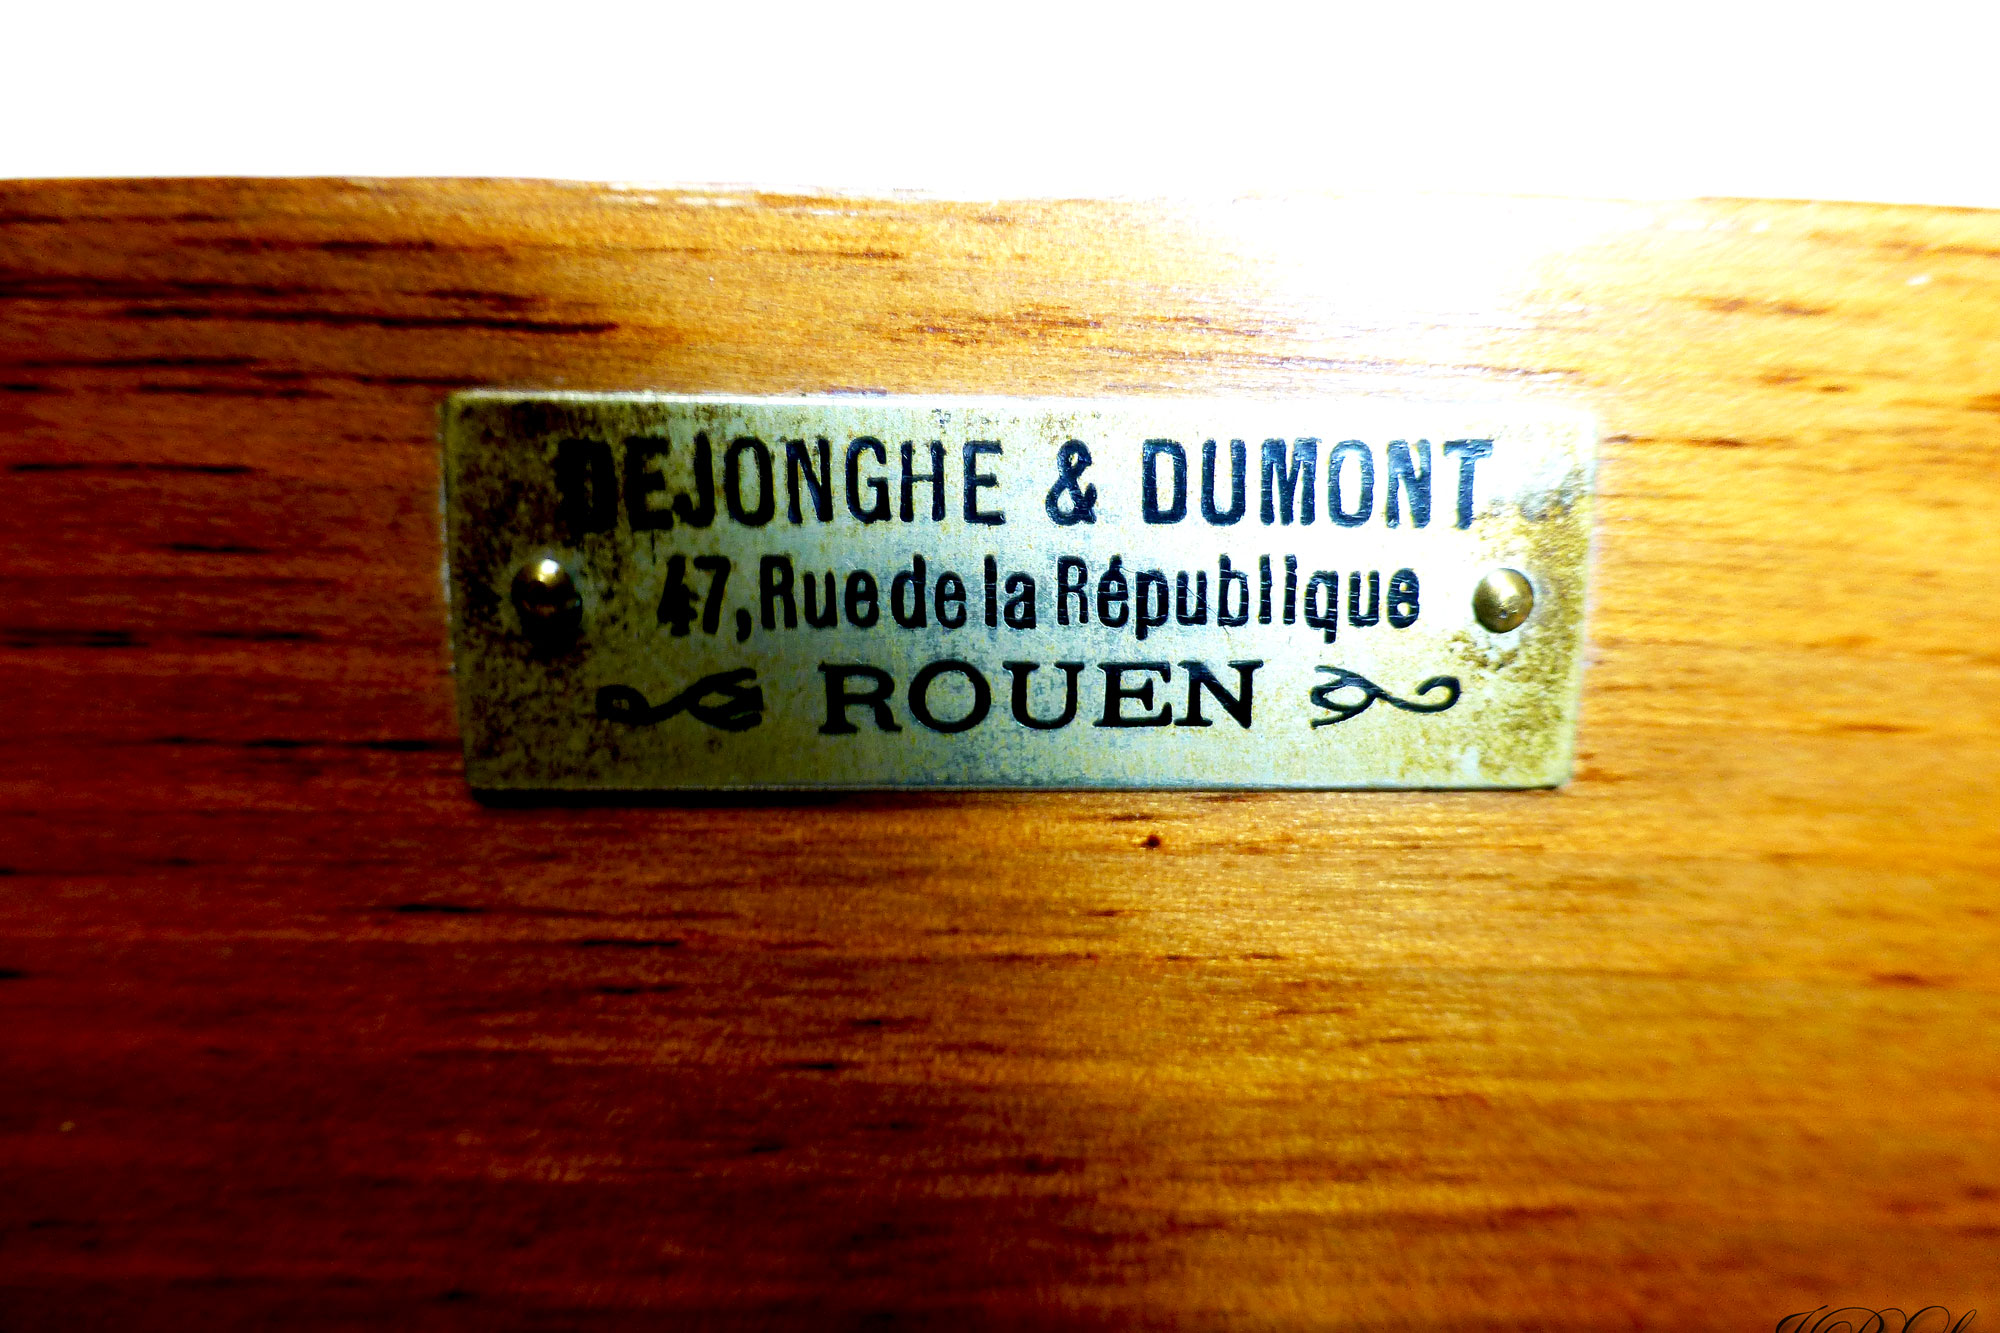 DEJONGHE & DUMONT
47, Rue de la République
ROUEN